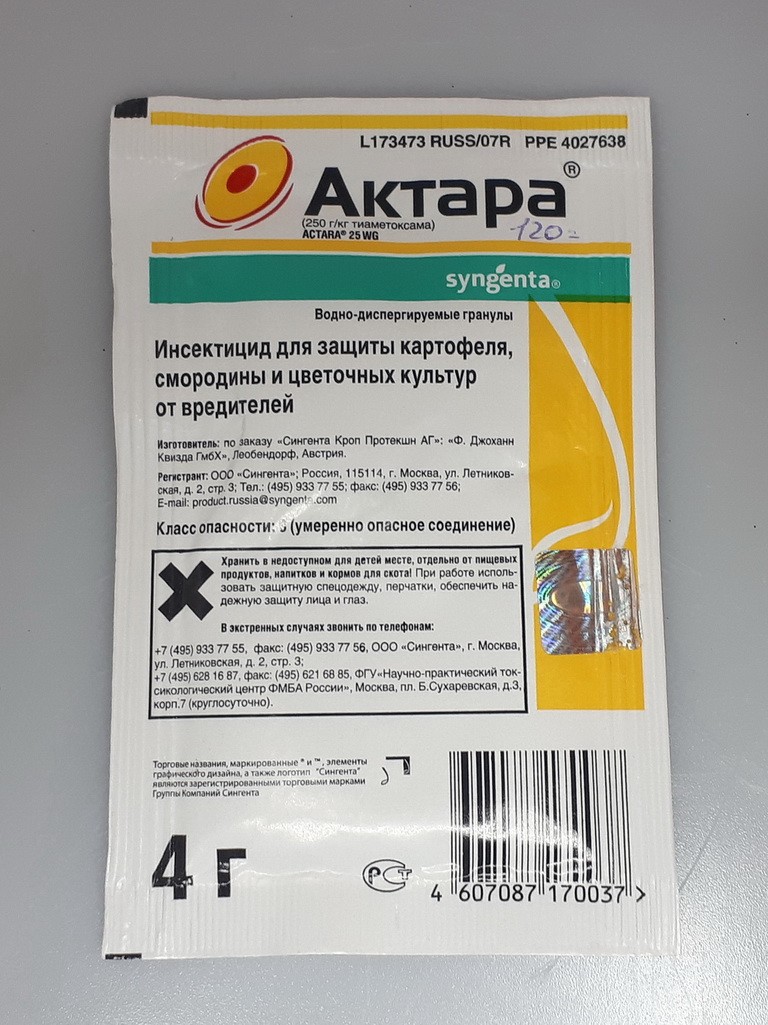 L173473 RUSS/07R PPE 4027638
Актара®
(250 г/кг тиаметоксама)
ACTARA® 25 WG
120=
syngenta®
Водно-диспергируемые гранулы
Инсектицид для защиты картофеля,
смородины и цветочных культур
от вредителей
Изготовитель: по заказу «Сингента Кроп Протекшн АГ»: «Ф. Джоханн
Квизда ГмбХ», Леобендорф, Австрия.
Регистрант: ООО «Сингента»; Россия, 115114, г. Москва, ул. Летников-
ская, д. 2, стр. 3; Тел.: (495) 933 77 55; факс: (495) 933 77 56;
E-mail: product.russia@syngenta.com
Класс опасности: 3 (умеренно опасное соединение)
Хранить в недоступном для детей месте, отдельно от пищевых
продуктов, напитков и кормов для скота! При работе исполь-
зовать защитную спецодежду, перчатки, обеспечить на-
дежную защиту лица и глаз.
В экстренных случаях звонить по телефонам:
+7 (495) 933 77 55, факс: (495) 933 77 56, ООО «Сингента», г. Москва,
ул. Летниковская, д. 2, стр. 3;
+7 (495) 628 16 87, факс: (495) 621 68 85, ФГУ«Научно-практический ток-
сикологический центр ФМБА России», Москва, пл. Б.Сухаревская, д.3,
корп.7 (круглосуточно).
Торговые названия, маркированные ® и ™, элементы
графического дизайна, а также логотип "Сингента"
являются зарегистрированными торговыми марками
Группы Компаний Сингента
4 г
РСТ
4 607087 170037 >